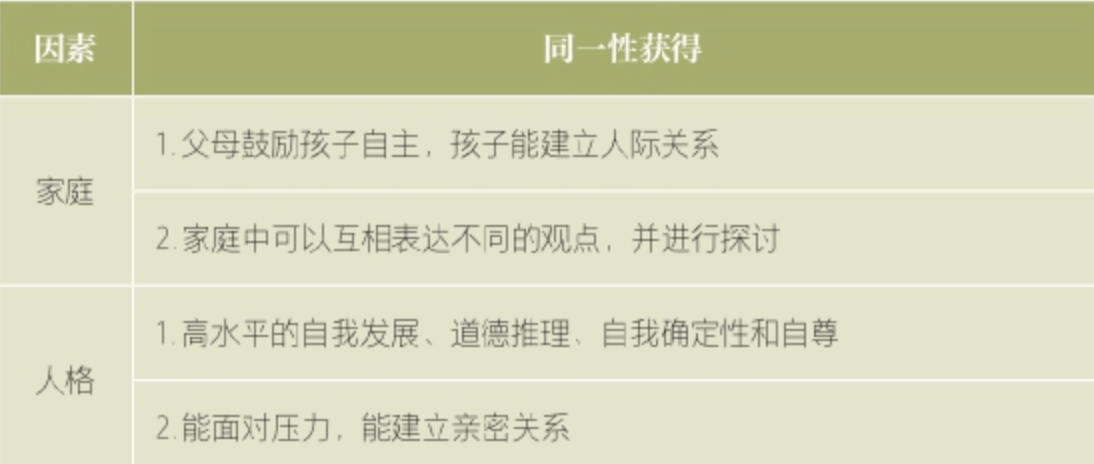 因素 同一性获得
家庭
1.父母鼓励孩子自主，孩子能建立人际关系
2.家庭中可以互相表达不同的观点，并进行探讨
人格
1.高水平的自我发展、道德推理、自我确定性和自尊
2.能面对压力，能建立亲密关系